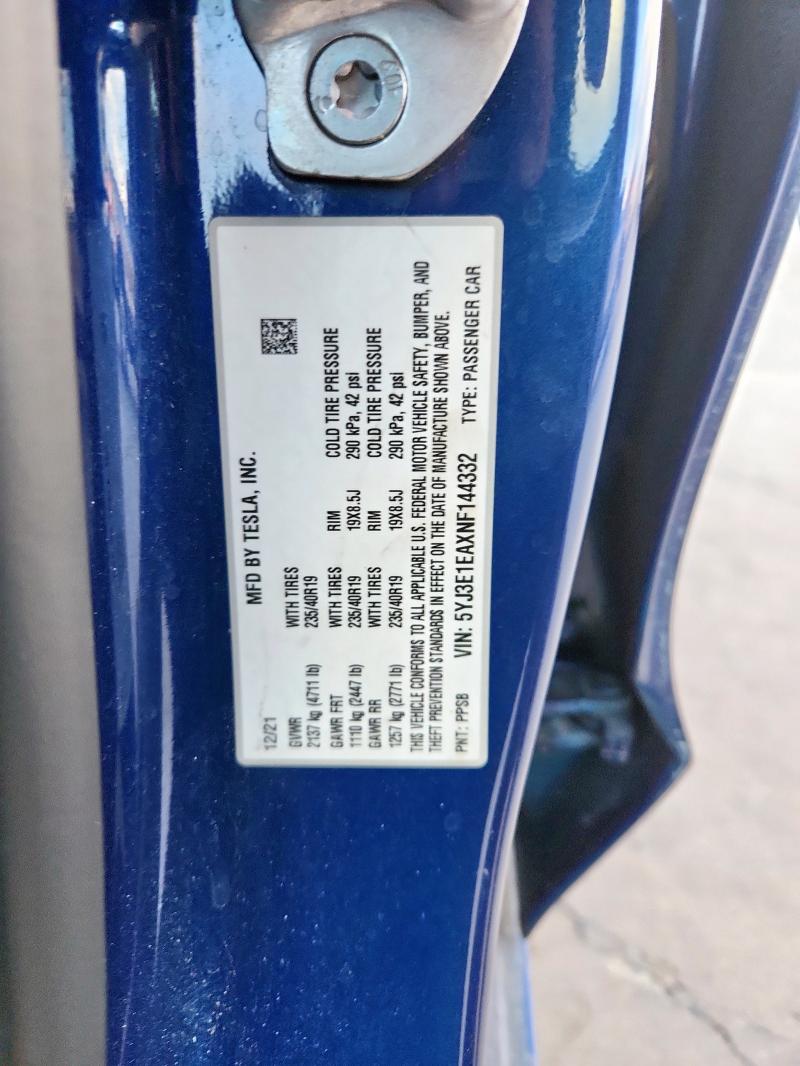 MFD BY TESLA, INC.
12/21
GVWR WITH TIRES
2137 kg (4711 lb) 235/40R19
GAWR FRT WITH TIRES RIM COLD TIRE PRESSURE
1110 kg (2447 lb) 235/40R19 19X8.5J 290 kPa, 42 psi
GAWR RR WITH TIRES RIM COLD TIRE PRESSURE
1257 kg (2771 lb) 235/40R19 19X8.5J 290 kPa, 42 psi
THIS VEHICLE CONFORMS TO ALL APPLICABLE U.S. FEDERAL MOTOR VEHICLE SAFETY, BUMPER, AND
THEFT PREVENTION STANDARDS IN EFFECT ON THE DATE OF MANUFACTURE SHOWN ABOVE.
PNT: PPSB VIN: 5YJ3E1EAXNF144332 TYPE: PASSENGER CAR